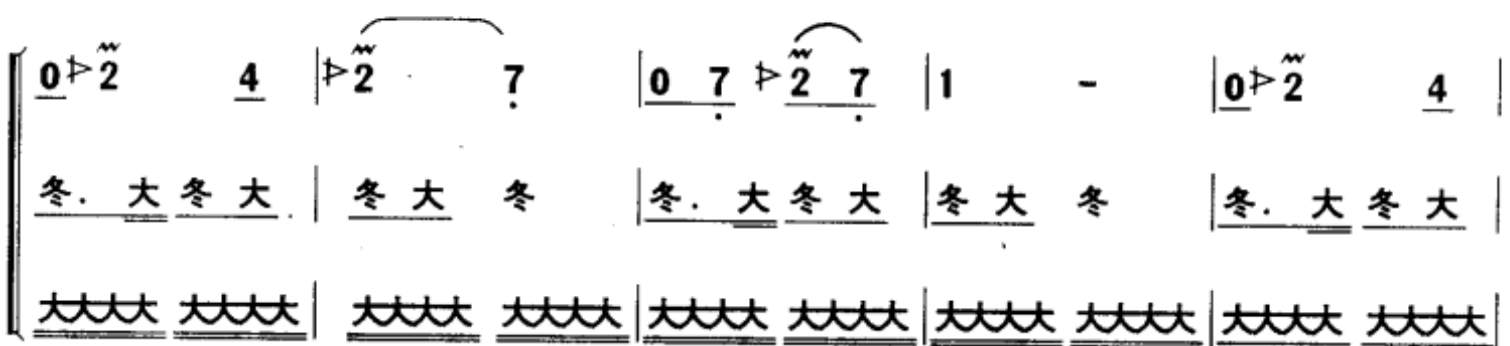 0 2 4 | 2 7 | 0 7 2 7 | 1 - | 0 2 4 |
冬. 大 冬 大 | 冬 大 冬 | 冬. 大 冬 大 | 冬 大 冬 | 冬. 大 冬 大 |
大大大大 大大大大 | 大大大大 大大大大 | 大大大大 大大大大 | 大大大大 大大大大 | 大大大大 大大大大 |